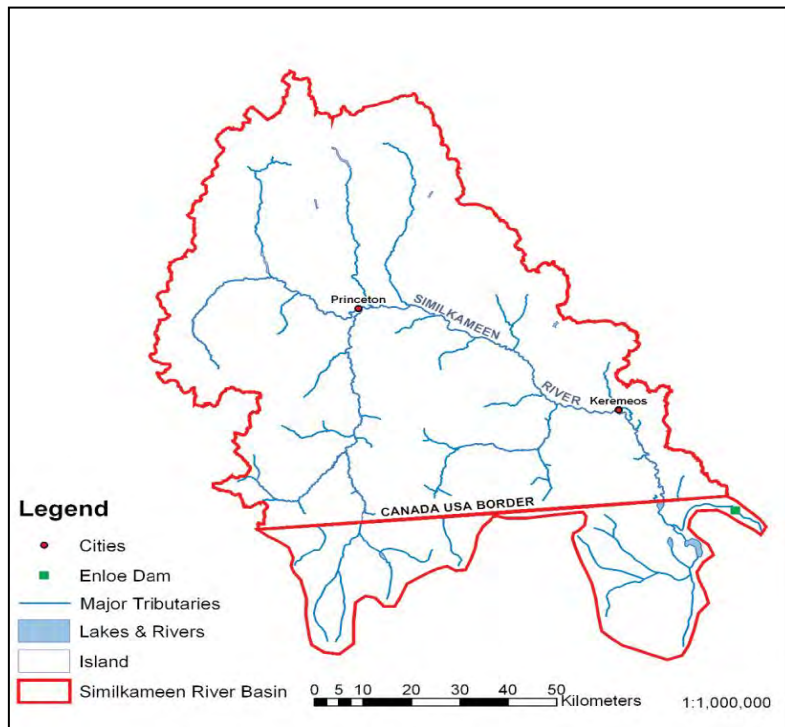 Princeton
SIMILKAMEEN
RIVER
Keremeos
CANADA USA BORDER
Legend
Cities
Enloe Dam
Major Tributaries
Lakes & Rivers
Island
Similkameen River Basin
0 5 10 20 30 40 50
Kilometers
1:1,000,000